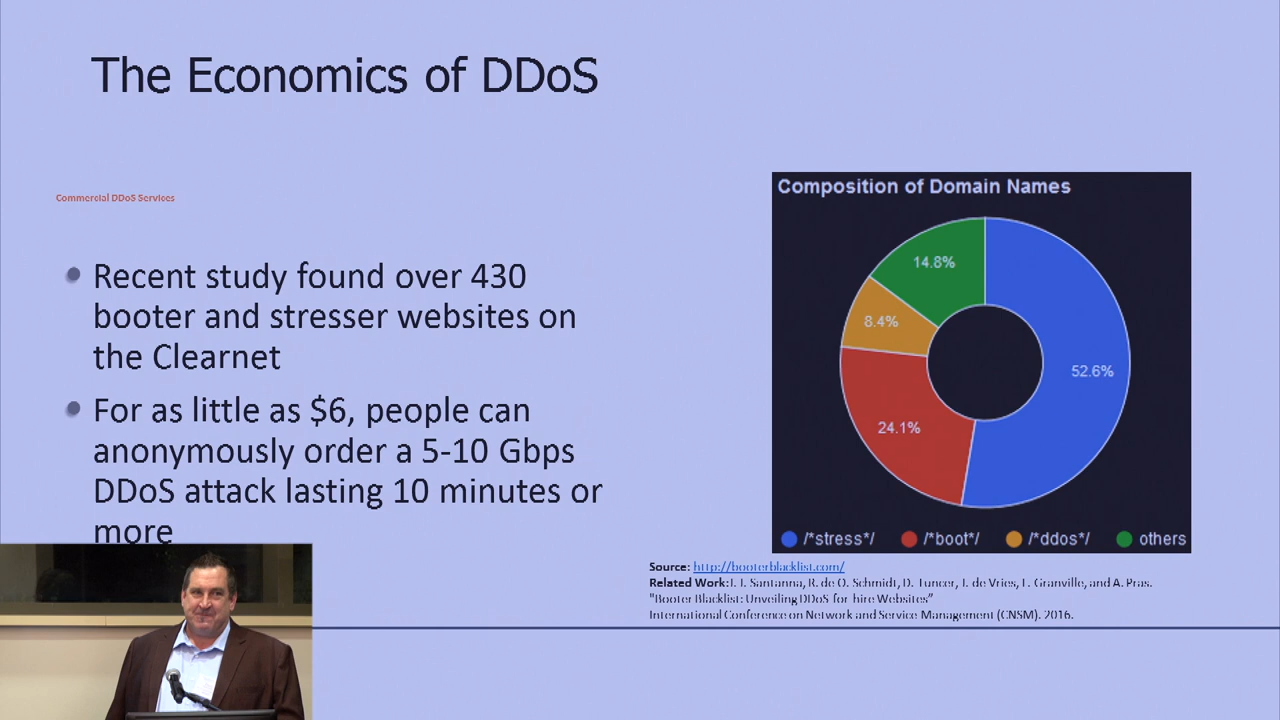 The Economics of DDoS
Commercial DDoS Services
Recent study found over 430
booter and stresser websites on
the Clearnet
For as little as $6, people can
anonymously order a 5-10 Gbps
DDoS attack lasting 10 minutes or
more
Composition of Domain Names
14.8%
8.4%
52.6%
24.1%
/*stress*/ /*boot*/ /*ddos*/ others
Source: http://booterblacklist.com/
Related Work: J. J. Santanna, R. de O. Schmidt, D. Tuncer, J. de Vries, L. Granville, and A. Pras.
"Booter Blacklist: Unveiling DDoS-for-hire Websites"
International Conference on Network and Service Management (CNSM). 2016.